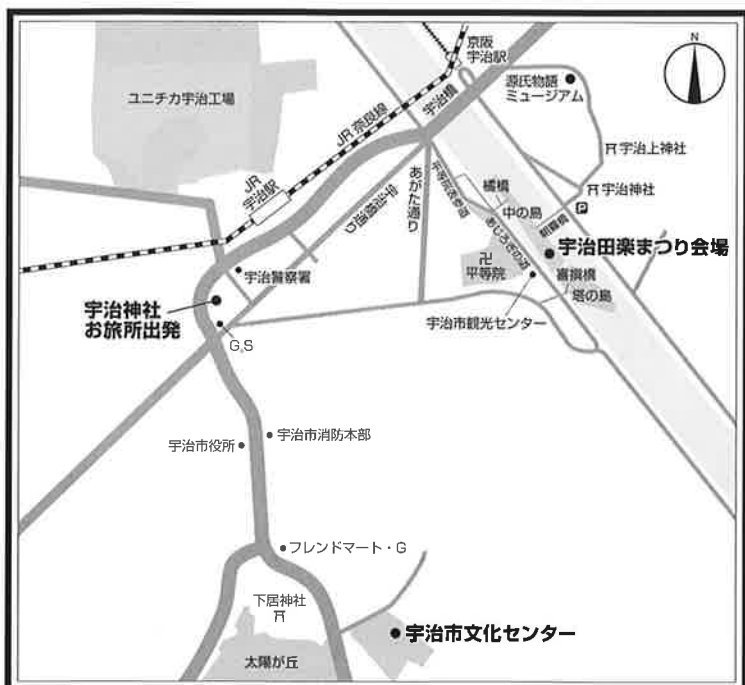 京阪
宇治駅
N
源氏物語
ミュージアム
ユニチカ宇治工場
宇治橋
JR 奈良線
宇治上神社
あがた通り
平等院表参道
橘橋
宇治神社
JR
宇治駅
宇治橋通り
中の島
P
朝霧橋
あじろぎの道
宇治田楽まつり会場
平等院
宇治警察署
喜撰橋
塔の島
宇治神社
お旅所出発
宇治市観光センター
G,S
宇治市消防本部
宇治市役所
フレンドマート・G
下居神社
宇治市文化センター
太陽が丘